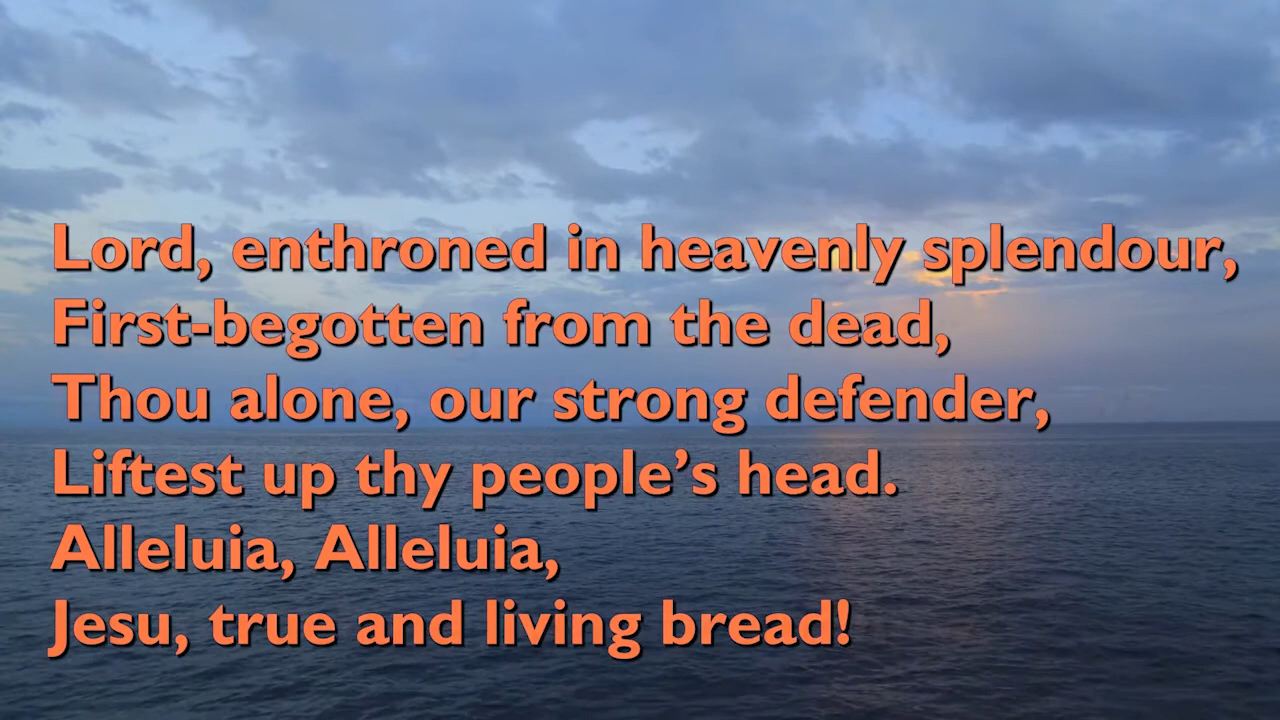 Lord, enthroned in heavenly splendour,
First-begotten from the dead,
Thou alone, our strong defender,
Liftest up thy people’s head.
Alleluia, Alleluia,
Jesu, true and living bread!